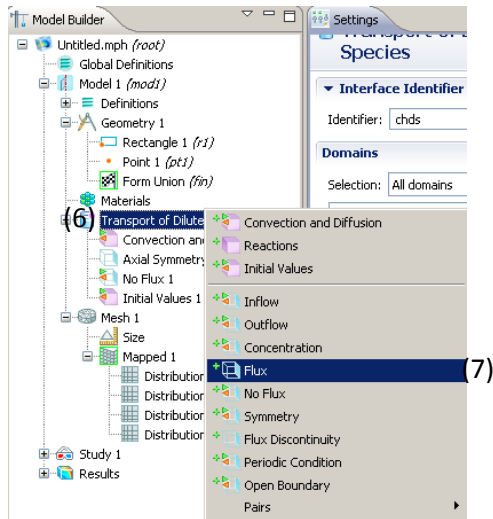 Model Builder
Untitled.mph (root)
Global Definitions
Model 1 (mod1)
Definitions
Geometry 1
Rectangle 1 (r1)
Point 1 (pt1)
Form Union (fin)
Materials
(6)
Transport of Dilute
Convection an
Axial Symmetry
No Flux 1
Initial Values 1
Mesh 1
Size
Mapped 1
Distribution
Distribution
Distribution
Distribution
Study 1
Results
Settings
Species
Interface Identifier
Identifier: chds
Domains
Selection: All domains
Convection and Diffusion
Reactions
Initial Values
Inflow
Outflow
Concentration
Flux
(7)
No Flux
Symmetry
Flux Discontinuity
Periodic Condition
Open Boundary
Pairs